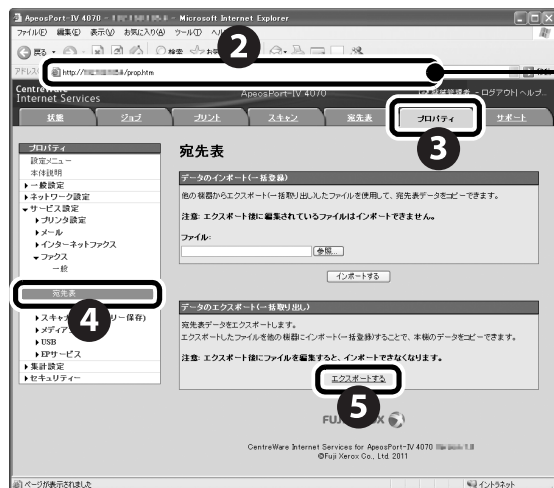 ApeosPort-IV 4070 - Microsoft Internet Explorer
ファイル(F) 編集(E) 表示(V) お気に入り(A) ツール(T)
戻る 検索
2
http:// /prop.htm
CentreWare
Internet Services
ApeosPort-IV 4070
ログアウト ヘルプ
状態 ジョブ プリント スキャン 宛先表 プロパティ サポート
3
プロパティ
設定メニュー
本体説明
一般設定
ネットワーク設定
サービス設定
プリンタ設定
メール
インターネットファクス
ファクス
一般
宛先表
4
リー保存)
USB
EPサービス
集計設定
セキュリティー
宛先表
データのインポート(一括登録)
他の機器からエクスポート(一括取り出し)したファイルを使用して、宛先表データをコピーできます。
注意: エクスポート後に編集されているファイルはインポートできません。
ファイル:
参照...
インポートする
データのエクスポート(一括取り出し)
宛先表データをエクスポートします。
エクスポートしたファイルを他の機器にインポート(一括登録)することで、本機のデータをコピーできます。
注意: エクスポート後にファイルを編集すると、インポートできなくなります。
エクスポートする
5
CentreWare Internet Services for ApeosPort-IV 4070
©Fuji Xerox Co., Ltd. 2011
ページが表示されました
イントラネット